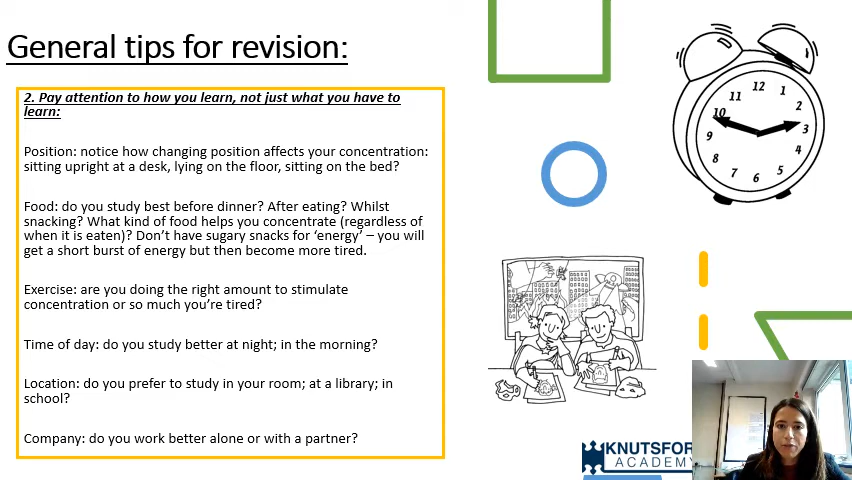 General tips for revision:
2. Pay attention to how you learn, not just what you have to
learn:
Position: notice how changing position affects your concentration:
sitting upright at a desk, lying on the floor, sitting on the bed?
Food: do you study best before dinner? After eating? Whilst
snacking? What kind of food helps you concentrate (regardless of
when it is eaten)? Don’t have sugary snacks for ‘energy’ – you will
get a short burst of energy but then become more tired.
Exercise: are you doing the right amount to stimulate
concentration or so much you’re tired?
Time of day: do you study better at night; in the morning?
Location: do you prefer to study in your room; at a library; in
school?
Company: do you work better alone or with a partner?
12
11 1
10 2
9 3
8 4
7 5
6
KNUTSFOR
ACADEMY